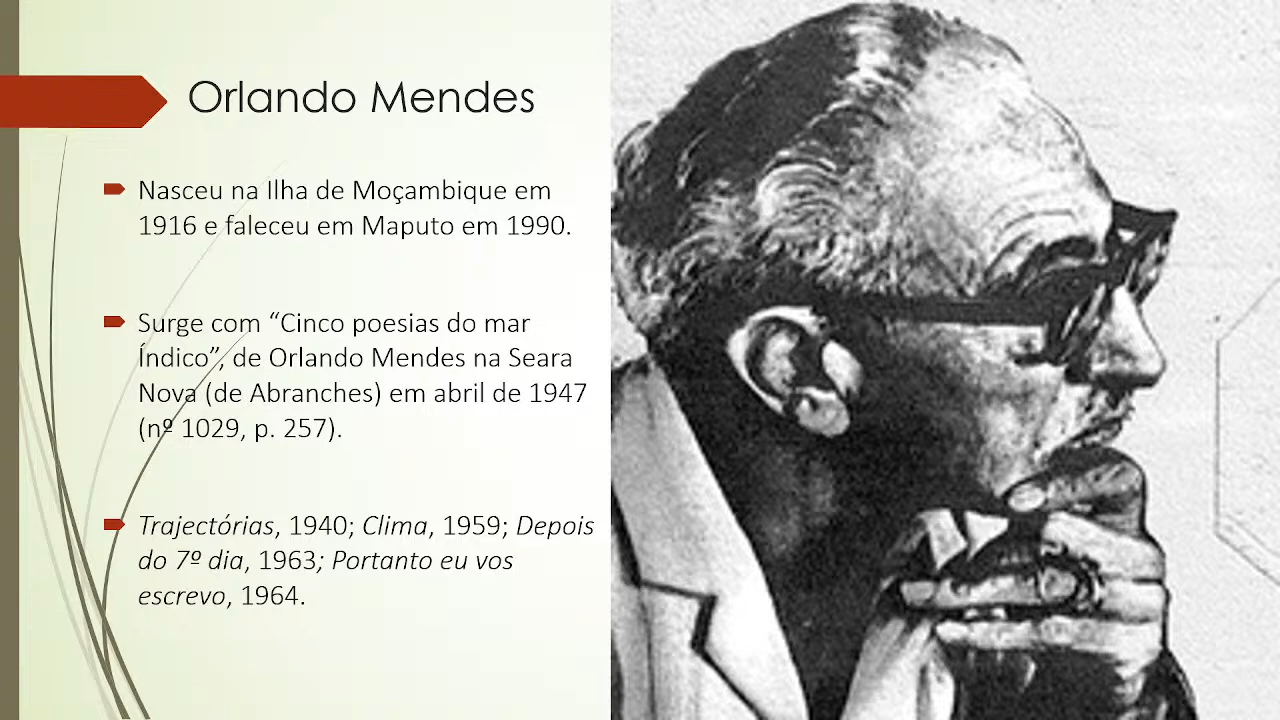 Orlando Mendes
Nasceu na Ilha de Moçambique em
1916 e faleceu em Maputo em 1990.
Surge com “Cinco poesias do mar
Índico”, de Orlando Mendes na Seara
Nova (de Abranches) em abril de 1947
(nº 1029, p. 257).
Trajectórias, 1940; Clima, 1959; Depois
do 7º dia, 1963; Portanto eu vos
escrevo, 1964.